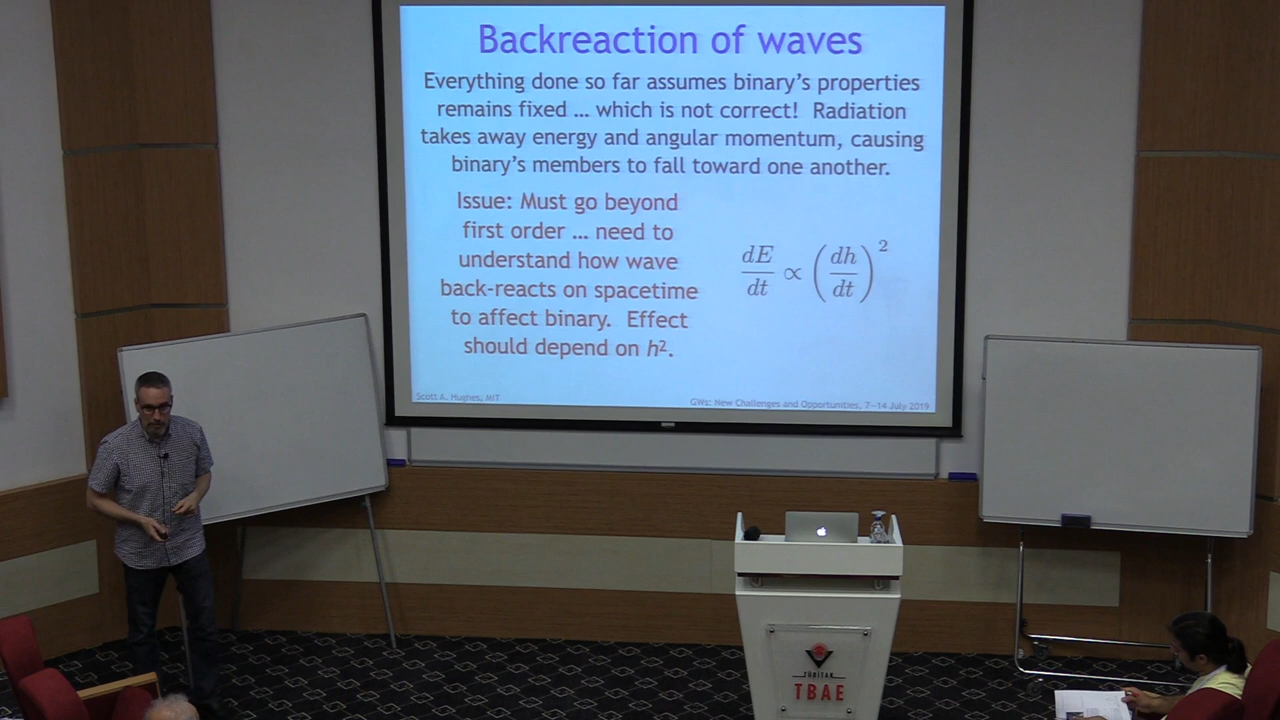 Backreaction of waves
Everything done so far assumes binary's properties
remains fixed ... which is not correct! Radiation
takes away energy and angular momentum, causing
binary's members to fall toward one another.
Issue: Must go beyond
first order ... need to
understand how wave
back-reacts on spacetime
to affect binary. Effect
should depend on h².
dE/dt ∝ (dh/dt)²
Scott A. Hughes, MIT
GWs: New Challenges and Opportunities, 7–14 July 2019
TÜBİTAK
TBAE